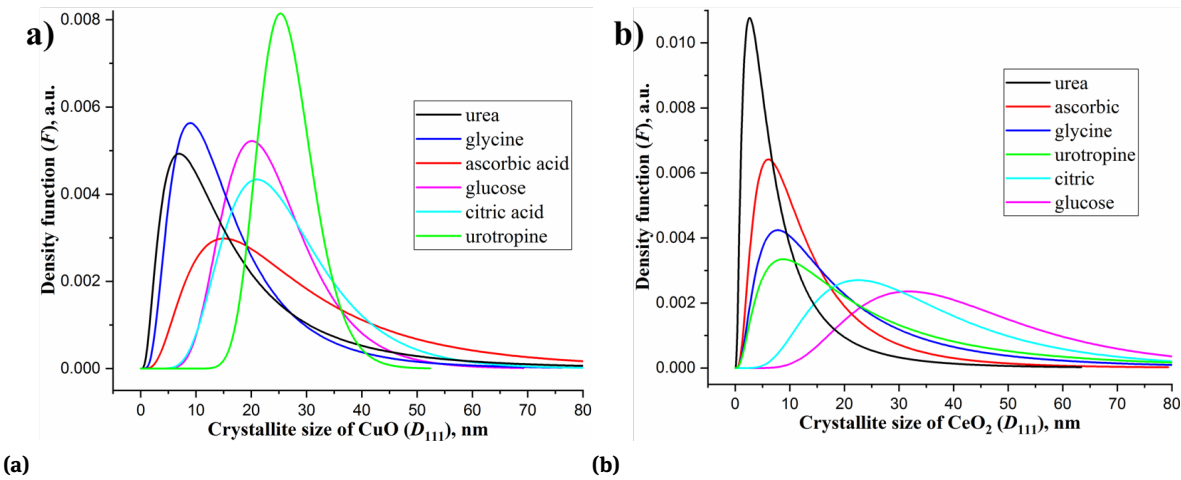 a)
0.008
0.006
0.004
0.002
0.000
Density function (F), a.u.
urea
glycine
ascorbic acid
glucose
citric acid
urotropine
0 10 20 30 40 50 60 70 80
Crystallite size of CuO (D₁₁₁), nm
(a)
b)
0.010
0.008
0.006
0.004
0.002
0.000
Density function (F), a.u.
urea
ascorbic
glycine
urotropine
citric
glucose
0 10 20 30 40 50 60 70 80
Crystallite size of CeO₂ (D₁₁₁), nm
(b)